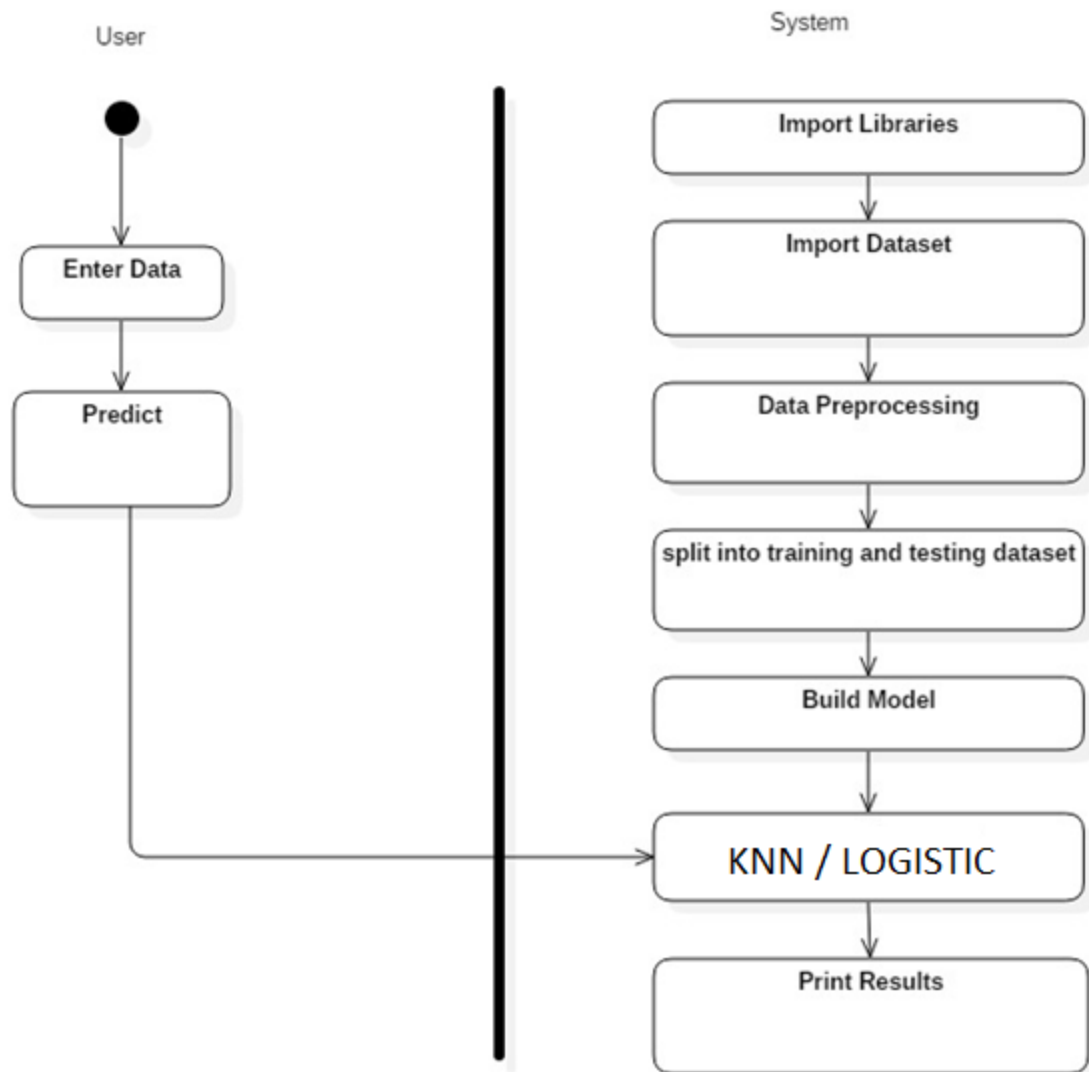 User
System
Import Libraries
Import Dataset
Enter Data
Data Preprocessing
Predict
split into training and testing dataset
Build Model
KNN / LOGISTIC
Print Results